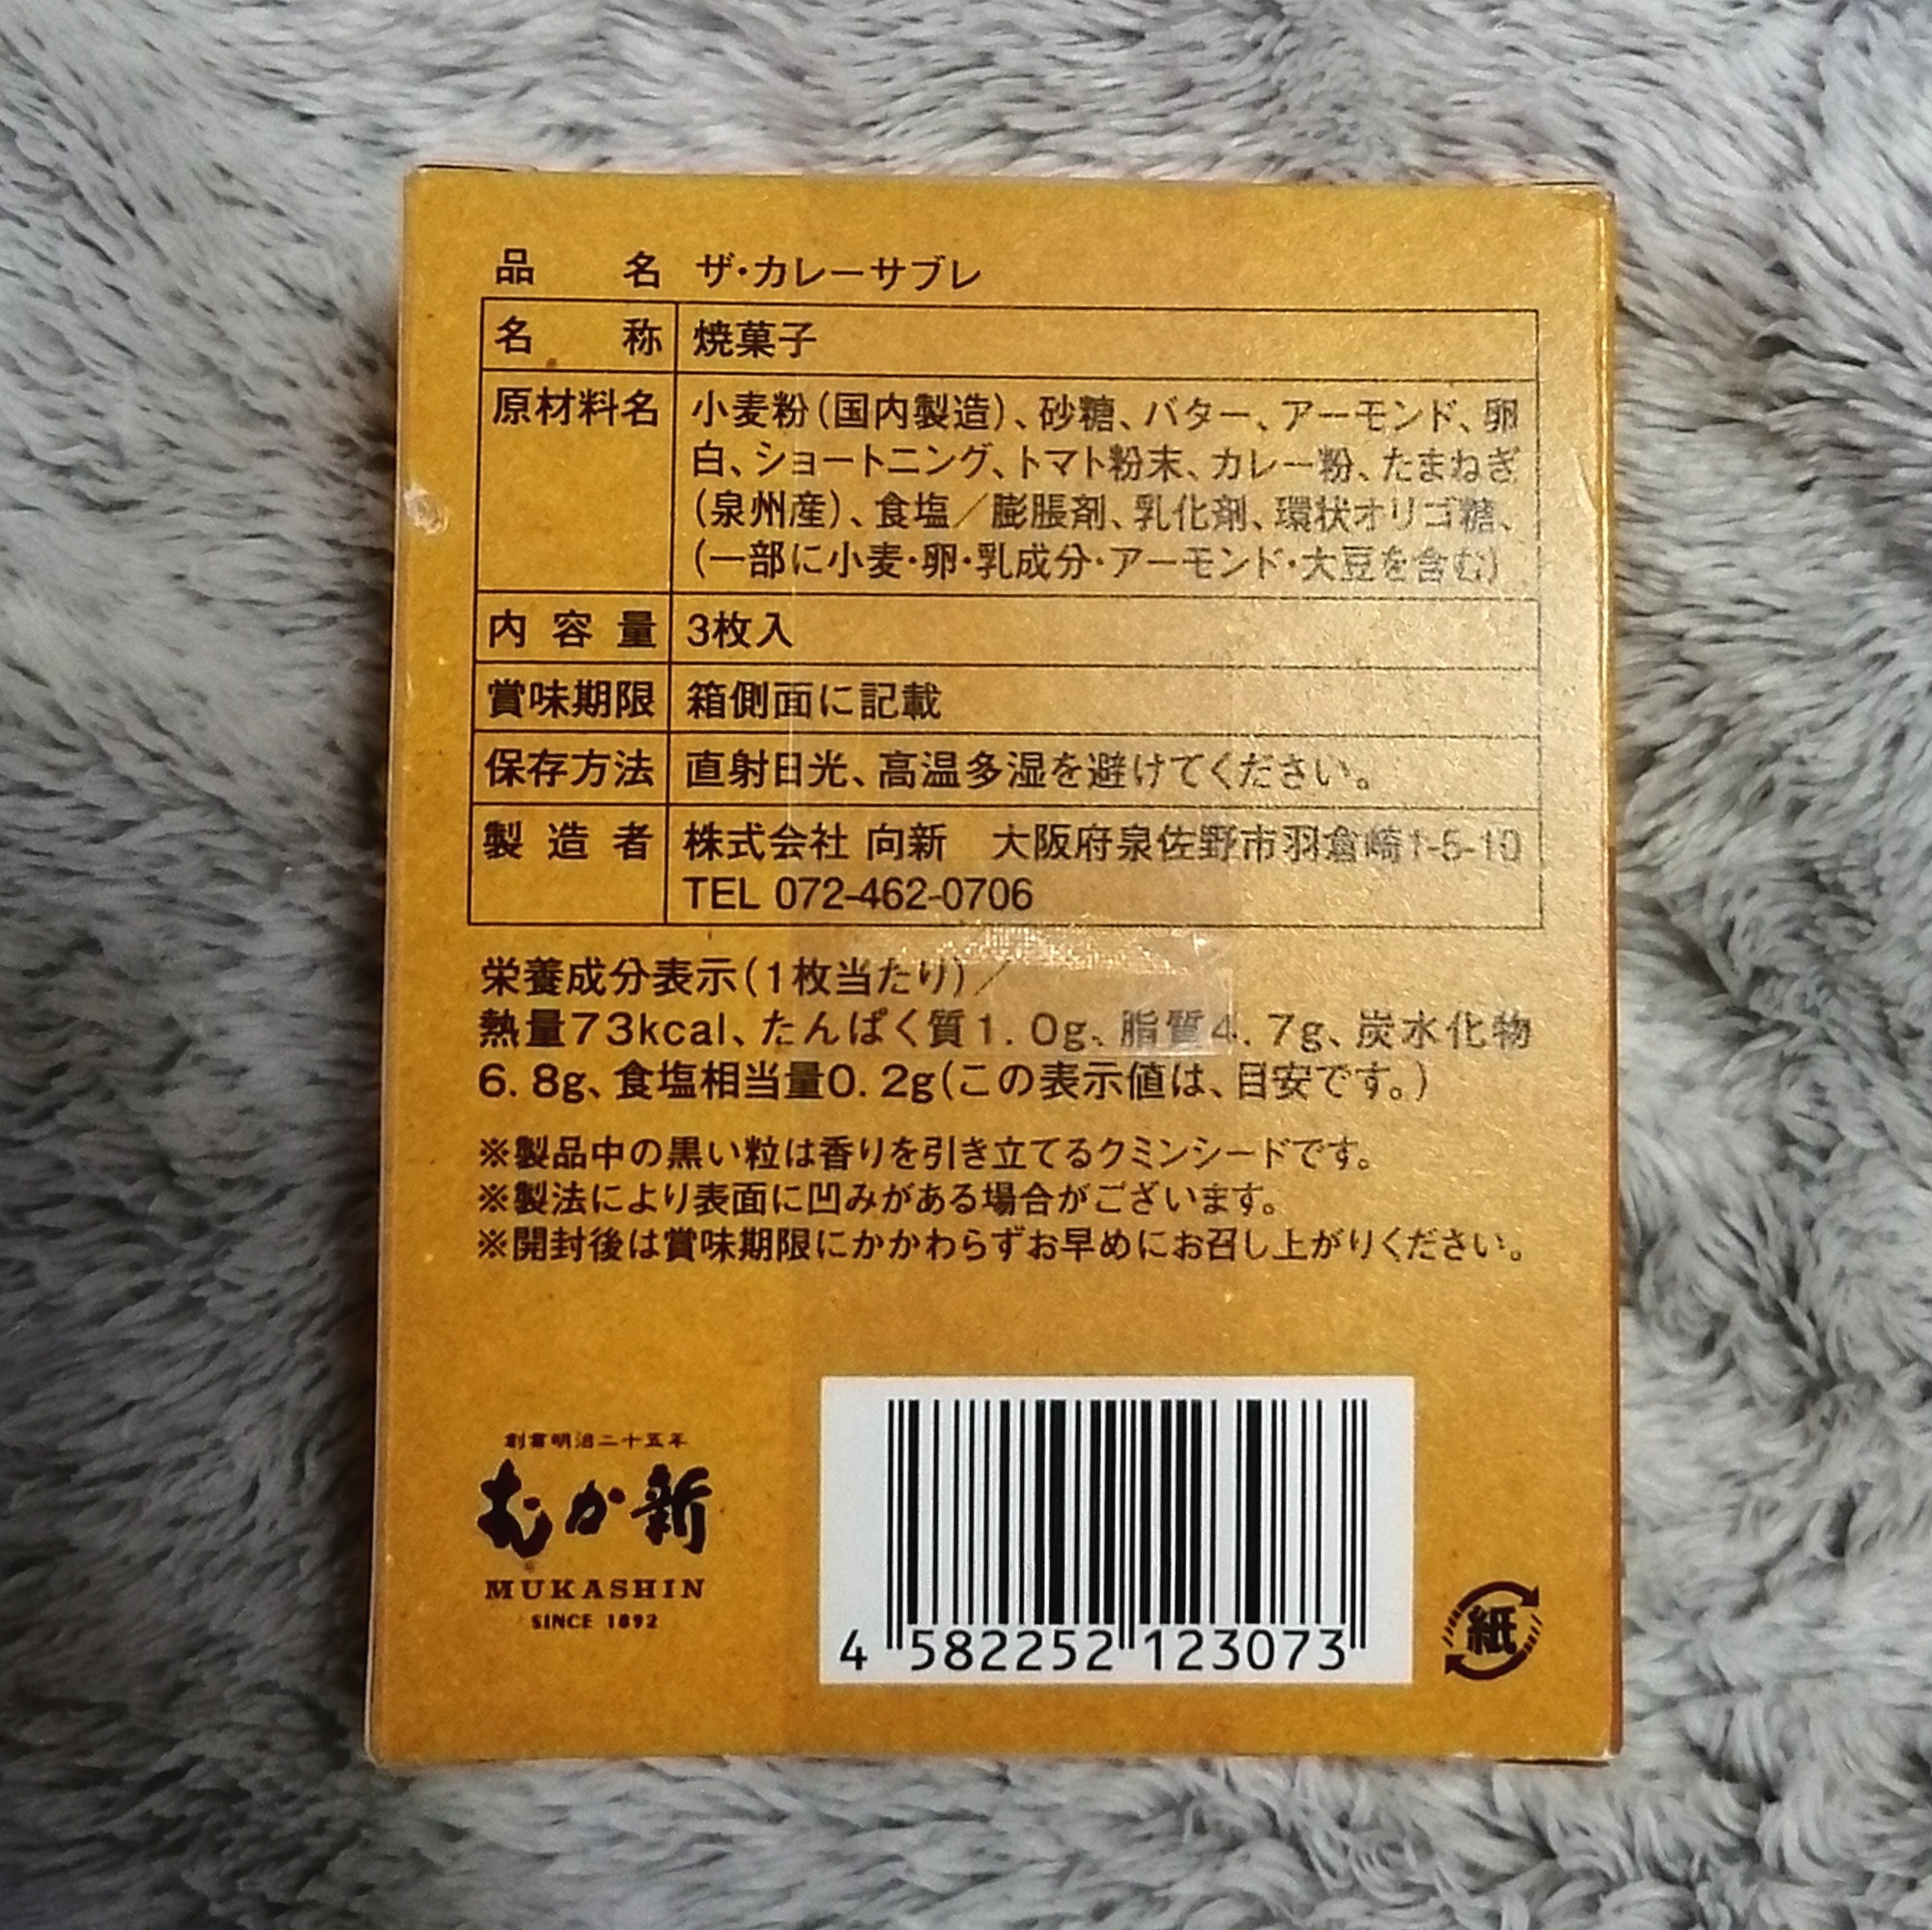 品 名 ザ・カレーサブレ
名 称 焼菓子
原材料名 小麦粉(国内製造)、砂糖、バター、アーモンド、卵
白、ショートニング、トマト粉末、カレー粉、たまねぎ
(泉州産)、食塩/膨脹剤、乳化剤、環状オリゴ糖、
(一部に小麦・卵・乳成分・アーモンド・大豆を含む)
内容量 3枚入
賞味期限 箱側面に記載
保存方法 直射日光、高温多湿を避けてください。
製造者 株式会社 向新 大阪府泉佐野市羽倉崎1-5-10
TEL 072-462-0706
栄養成分表示(1枚当たり)/
熱量73kcal、たんぱく質1.0g、脂質4.7g、炭水化物
6.8g、食塩相当量0.2g(この表示値は、目安です。)
※製品中の黒い粒は香りを引き立てるクミンシードです。
※製法により表面に凹みがある場合がございます。
※開封後は賞味期限にかかわらずお早めにお召し上がりください。
創業明治二十五年
むか新
MUKASHIN
SINCE 1892
4 582252 123073
紙